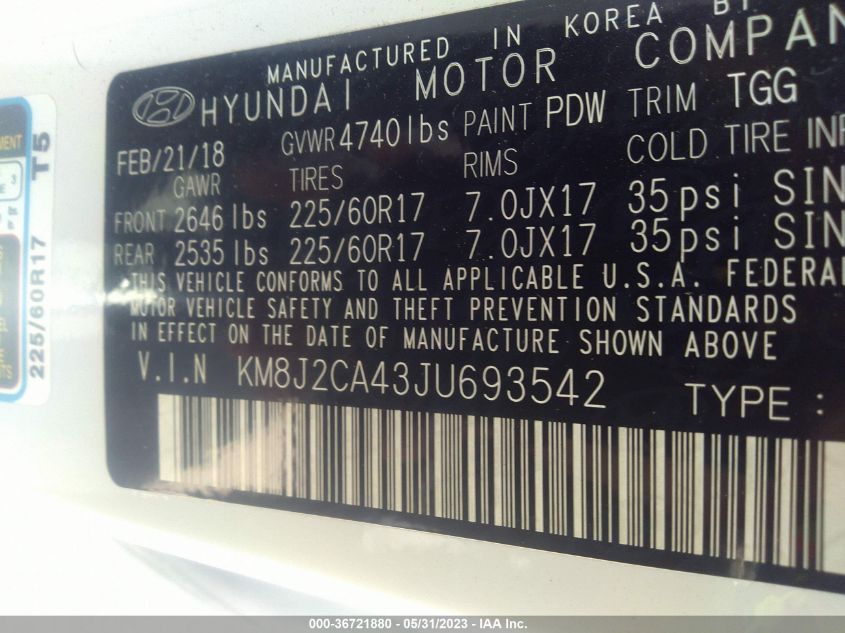 MANUFACTURED IN KOREA BY
HYUNDAI MOTOR COMPAN
FEB/21/18 GVWR 4740lbs PAINT PDW TRIM TGG
GAWR TIRES RIMS COLD TIRE INF
FRONT 2646 lbs 225/60R17 7.0JX17 35psi SIN
REAR 2535 lbs 225/60R17 7.0JX17 35psi SIN
THIS VEHICLE CONFORMS TO ALL APPLICABLE U.S.A. FEDERAL
MOTOR VEHICLE SAFETY AND THEFT PREVENTION STANDARDS
IN EFFECT ON THE DATE OF MANUFACTURE SHOWN ABOVE
V.I.N KM8J2CA43JU693542 TYPE :
225/60R17 T5
000-36721880 - 05/31/2023 - IAA Inc.